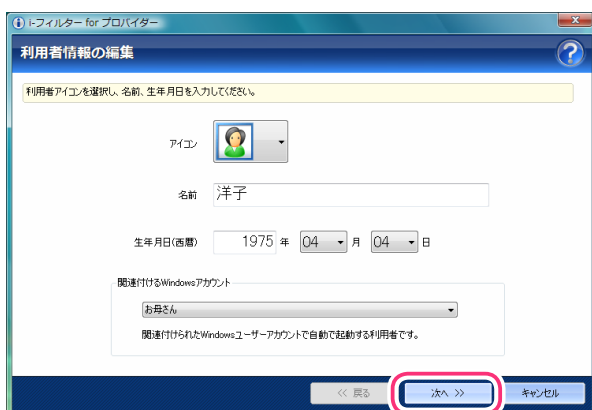 i-フィルター for プロバイダー
利用者情報の編集
利用者アイコンを選択し、名前、生年月日を入力してください。
アイコン
名前 洋子
生年月日(西暦) 1975 年 04 月 04 日
関連付けるWindowsアカウント
お母さん
関連付けられたWindowsユーザーアカウントで自動で起動する利用者です。
<< 戻る 次へ >> キャンセル